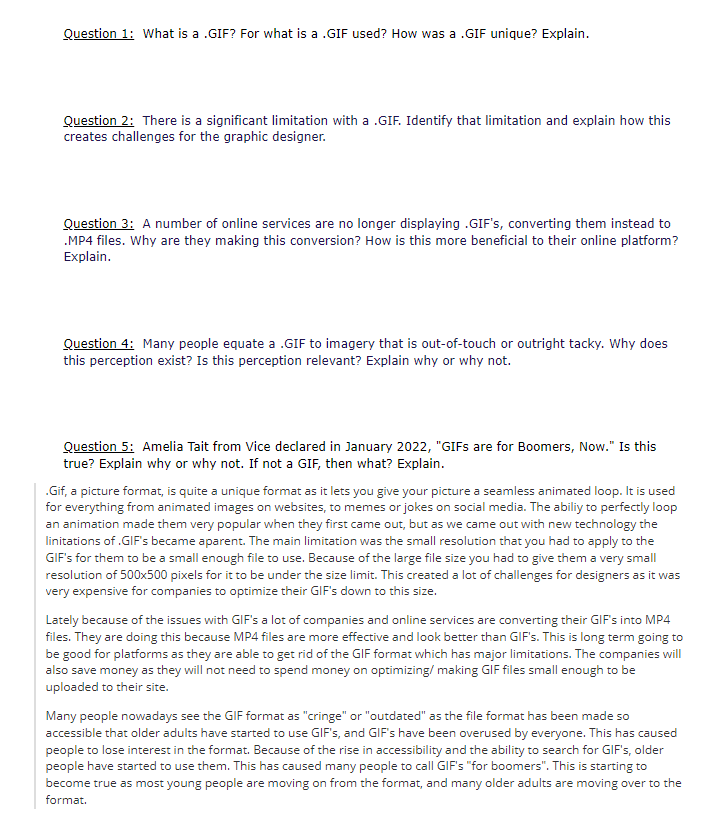 Question 1: What is a .GIF? For what is a .GIF used? How was a .GIF unique? Explain.
Question 2: There is a significant limitation with a .GIF. Identify that limitation and explain how this
creates challenges for the graphic designer.
Question 3: A number of online services are no longer displaying .GIF's, converting them instead to
.MP4 files. Why are they making this conversion? How is this more beneficial to their online platform?
Explain.
Question 4: Many people equate a .GIF to imagery that is out-of-touch or outright tacky. Why does
this perception exist? Is this perception relevant? Explain why or why not.
Question 5: Amelia Tait from Vice declared in January 2022, "GIFs are for Boomers, Now." Is this
true? Explain why or why not. If not a GIF, then what? Explain.
.Gif, a picture format, is quite a unique format as it lets you give your picture a seamless animated loop. It is used
for everything from animated images on websites, to memes or jokes on social media. The abiliy to perfectly loop
an animation made them very popular when they first came out, but as we came out with new technology the
linitations of .GIF's became aparent. The main limitation was the small resolution that you had to apply to the
GIF's for them to be a small enough file to use. Because of the large file size you had to give them a very small
resolution of 500x500 pixels for it to be under the size limit. This created a lot of challenges for designers as it was
very expensive for companies to optimize their GIF's down to this size.
Lately because of the issues with GIF's a lot of companies and online services are converting their GIF's into MP4
files. They are doing this because MP4 files are more effective and look better than GIF's. This is long term going to
be good for platforms as they are able to get rid of the GIF format which has major limitations. The companies will
also save money as they will not need to spend money on optimizing/ making GIF files small enough to be
uploaded to their site.
Many people nowadays see the GIF format as "cringe" or "outdated" as the file format has been made so
accessible that older adults have started to use GIF's, and GIF's have been overused by everyone. This has caused
people to lose interest in the format. Because of the rise in accessibility and the ability to search for GIF's, older
people have started to use them. This has caused many people to call GIF's "for boomers". This is starting to
become true as most young people are moving on from the format, and many older adults are moving over to the
format.